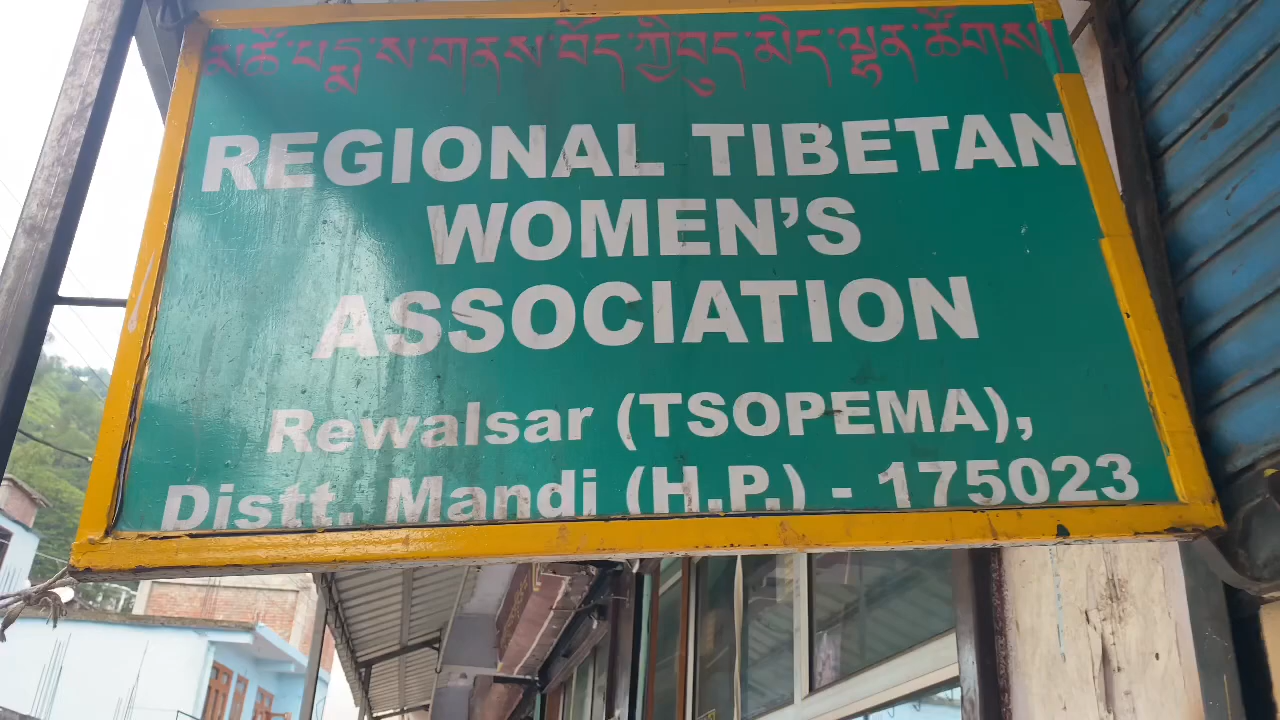 མཚོ་པདྨ་ས་གནས་བོད་ཀྱི་བུད་མེད་ལྷན་ཚོགས།
REGIONAL TIBETAN
WOMEN'S
ASSOCIATION
Rewalsar (TSOPEMA),
Distt. Mandi (H.P.) - 175023